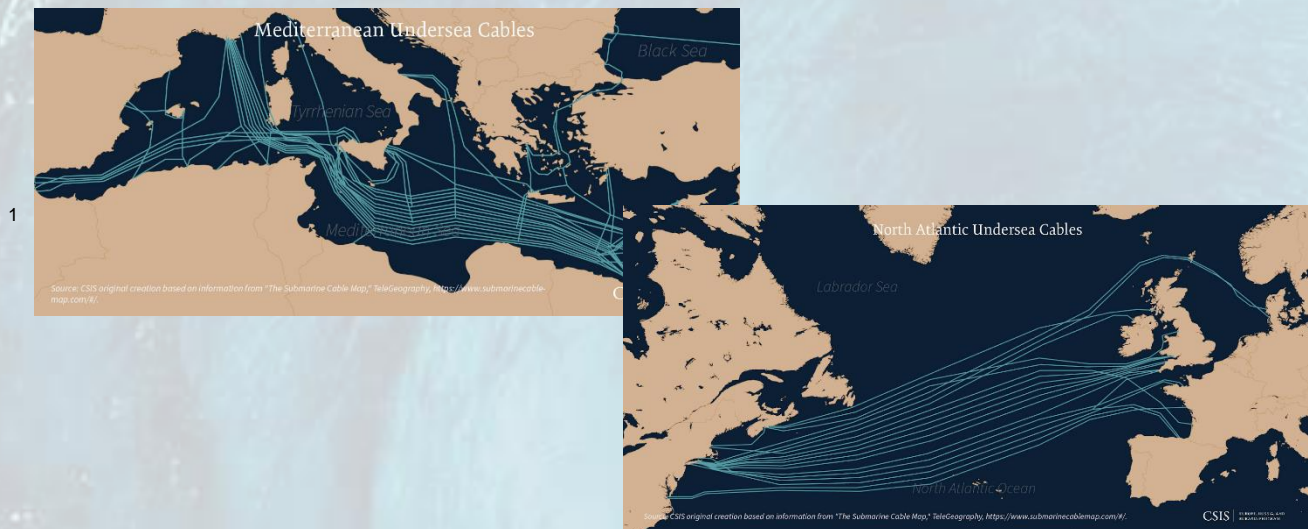 Mediterranean Undersea Cables
Black Sea
Tyrrhenian Sea
1
Source: CSIS original creation based on information from "The Submarine Cable Map," TeleGeography, https://www.submarinecable-
map.com/#/.
C
North Atlantic Undersea Cables
Labrador Sea
North Atlantic Ocean
Source: CSIS original creation based on information from "The Submarine Cable Map," TeleGeography, https://www.submarinecablemap.com/#/.
CSIS